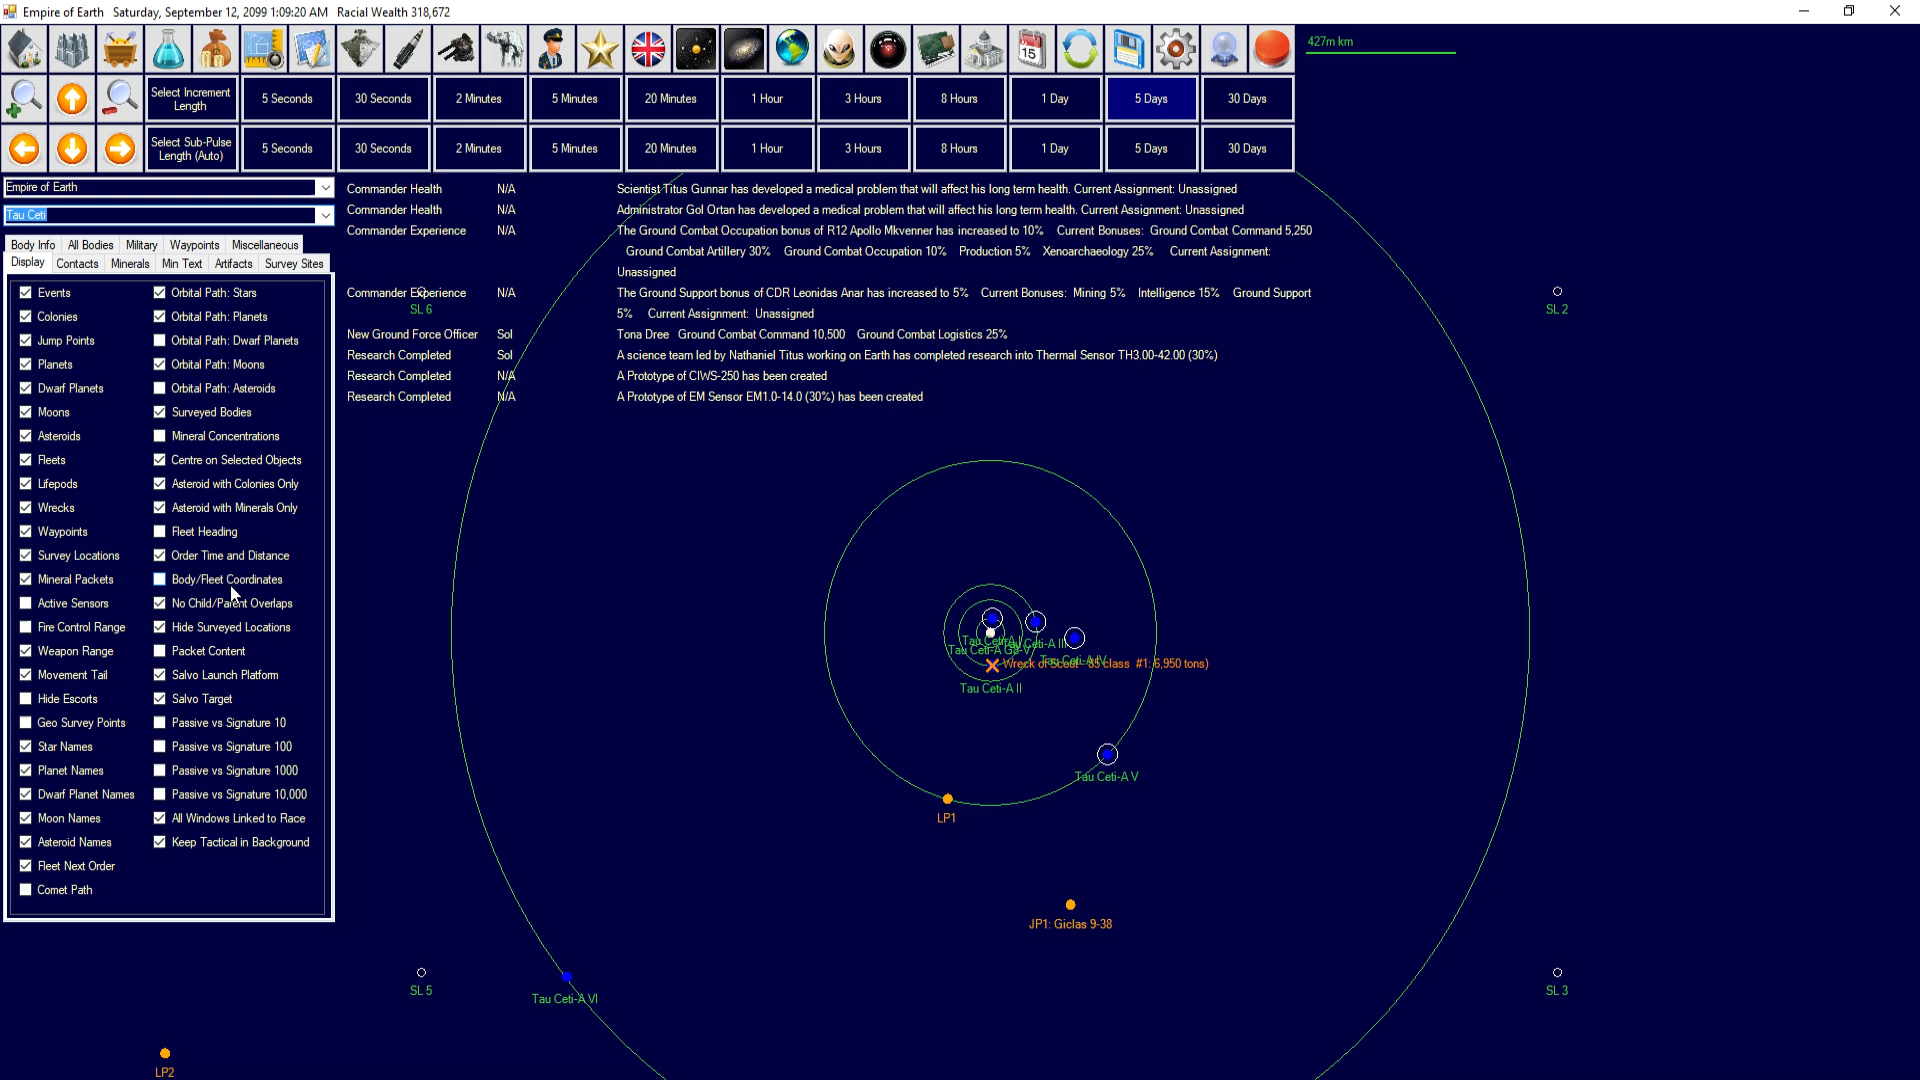 Empire of Earth   Saturday, September 12, 2099 1:09:20 AM   Racial Wealth 318,672
427m km
15
Select Increment Length
5 Seconds
30 Seconds
2 Minutes
5 Minutes
20 Minutes
1 Hour
3 Hours
8 Hours
1 Day
5 Days
30 Days
Select Sub-Pulse Length (Auto)
5 Seconds
30 Seconds
2 Minutes
5 Minutes
20 Minutes
1 Hour
3 Hours
8 Hours
1 Day
5 Days
30 Days
Empire of Earth
Tau Ceti
Body Info   All Bodies   Military   Waypoints   Miscellaneous
Display   Contacts   Minerals   Min Text   Artifacts   Survey Sites
Events   Orbital Path: Stars
Colonies   Orbital Path: Planets
Jump Points   Orbital Path: Dwarf Planets
Planets   Orbital Path: Moons
Dwarf Planets   Orbital Path: Asteroids
Moons   Surveyed Bodies
Asteroids   Mineral Concentrations
Fleets   Centre on Selected Objects
Lifepods   Asteroid with Colonies Only
Wrecks   Asteroid with Minerals Only
Waypoints   Fleet Heading
Survey Locations   Order Time and Distance
Mineral Packets   Body/Fleet Coordinates
Active Sensors   No Child/Parent Overlaps
Fire Control Range   Hide Surveyed Locations
Weapon Range   Packet Content
Movement Tail   Salvo Launch Platform
Hide Escorts   Salvo Target
Geo Survey Points   Passive vs Signature 10
Star Names   Passive vs Signature 100
Planet Names   Passive vs Signature 1000
Dwarf Planet Names   Passive vs Signature 10,000
Moon Names   All Windows Linked to Race
Asteroid Names   Keep Tactical in Background
Fleet Next Order
Comet Path
Commander Health   N/A   Scientist Titus Gunnar has developed a medical problem that will affect his long term health. Current Assignment: Unassigned
Commander Health   N/A   Administrator Gol Ortan has developed a medical problem that will affect his long term health. Current Assignment: Unassigned
Commander Experience   N/A   The Ground Combat Occupation bonus of R12 Apollo Mkvenner has increased to 10%   Current Bonuses:  Ground Combat Command 5,250
Ground Combat Artillery 30%   Ground Combat Occupation 10%   Production 5%   Xenoarchaeology 25%   Current Assignment:
Unassigned
Commander Experience   N/A   The Ground Support bonus of CDR Leonidas Anar has increased to 5%   Current Bonuses:  Mining 5%   Intelligence 15%   Ground Support
5%   Current Assignment:  Unassigned
New Ground Force Officer   Sol   Tona Dree   Ground Combat Command 10,500   Ground Combat Logistics 25%
Research Completed   Sol   A science team led by Nathaniel Titus working on Earth has completed research into Thermal Sensor TH3.00-42.00 (30%)
Research Completed   N/A   A Prototype of CIWS-250 has been created
Research Completed   N/A   A Prototype of EM Sensor EM1.0-14.0 (30%) has been created
SL 6
SL 2
Tau Ceti-A I
Tau Ceti-A III
Tau Ceti-A G8-V
Tau Ceti-A IV
Wreck of Scout - 85 class  #1: 6,950 tons)
Tau Ceti-A II
Tau Ceti-A V
LP1
JP1: Giclas 9-38
SL 5
Tau Ceti-A VI
SL 3
LP2